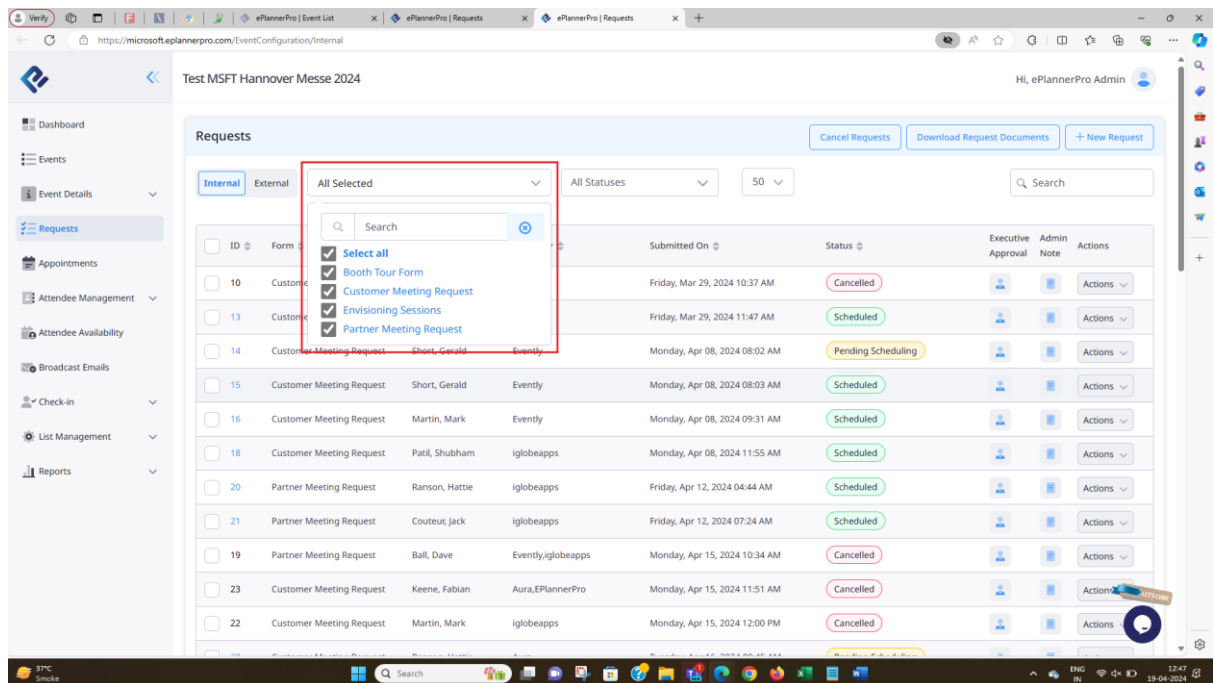 Verify
ePlannerPro | Event List
ePlannerPro | Requests
ePlannerPro | Requests
https://microsoft.eplannerpro.com/EventConfiguration/Internal
Test MSFT Hannover Messe 2024
Hi, ePlannerPro Admin
Dashboard
Events
Event Details
Requests
Appointments
Attendee Management
Attendee Availability
Broadcast Emails
Check-in
List Management
Reports
Requests
Cancel Requests
Download Request Documents
+ New Request
Internal
External
All Selected
All Statuses
50
Search
Search
Select all
Booth Tour Form
Customer Meeting Request
Envisioning Sessions
Partner Meeting Request
ID Form Submitted On Status Executive Approval Admin Note Actions
10 Friday, Mar 29, 2024 10:37 AM Cancelled Actions
13 Friday, Mar 29, 2024 11:47 AM Scheduled Actions
14 Customer Meeting Request Short, Gerald Evently Monday, Apr 08, 2024 08:02 AM Pending Scheduling Actions
15 Customer Meeting Request Short, Gerald Evently Monday, Apr 08, 2024 08:03 AM Scheduled Actions
16 Customer Meeting Request Martin, Mark Evently Monday, Apr 08, 2024 09:31 AM Scheduled Actions
18 Customer Meeting Request Patil, Shubham iglobeapps Monday, Apr 08, 2024 11:55 AM Scheduled Actions
20 Partner Meeting Request Ranson, Hattie iglobeapps Friday, Apr 12, 2024 04:44 AM Scheduled Actions
21 Partner Meeting Request Couteur, Jack iglobeapps Friday, Apr 12, 2024 07:24 AM Scheduled Actions
19 Partner Meeting Request Ball, Dave Evently,iglobeapps Monday, Apr 15, 2024 10:34 AM Cancelled Actions
23 Customer Meeting Request Keene, Fabian Aura,EPlannerPro Monday, Apr 15, 2024 11:51 AM Cancelled Actions
22 Customer Meeting Request Martin, Mark iglobeapps Monday, Apr 15, 2024 12:00 PM Cancelled Actions
37°C
Smoke
Search
ENG
IN
12:47
19-04-2024